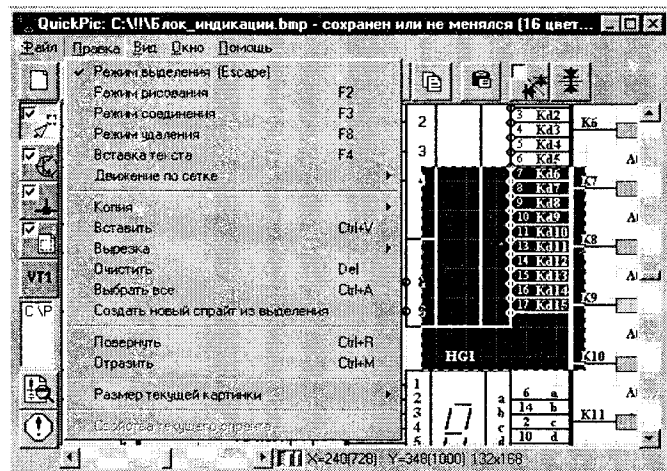 QuickPic: C:\!!\Блок_индикации.bmp - сохранен или не менялся (16 цвет...
Файл Правка Вид Окно Помощь
Режим выделения (Escape)
Режим рисования F2
Режим соединения F3
Режим удаления F8
Вставка текста F4
Движение по сетке
Копия
Вставить Ctrl+V
Вырезка
Очистить Del
Выбрать все Ctrl+A
Создать новый спрайт из выделения
Повернуть Ctrl+R
Отразить Ctrl+M
Размер текущей картинки
Свойства текущего спрайта
VT1
C:\P
2
3
3 Kd2
4 Kd3
5 Kd4
6 Kd5
7 Kd6
8 Kd7
9 Kd8
10 Kd9
11 Kd10
13 Kd11
14 Kd12
15 Kd13
16 Kd14
17 Kd15
K6
K7
K8
K9
K10
K11
HG1
1
2
3
4
5
a
b
c
d
6 a
14 b
2 c
10 d
X=240(728) Y=348(1000) 132x168